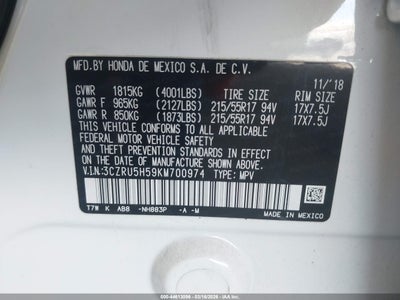 MFD.BY HONDA DE MEXICO S.A. DE C.V.
11/'18
GVWR 1815KG (4001LBS) TIRE SIZE RIM SIZE
GAWR F 965KG (2127LBS) 215/55R17 94V 17X7.5J
GAWR R 850KG (1873LBS) 215/55R17 94V 17X7.5J
THIS VEHICLE CONFORMS TO ALL APPLICABLE
FEDERAL MOTOR VEHICLE SAFETY AND THEFT
PREVENTION STANDARDS IN EFFECT ON THE
DATE OF MANUFACTURE SHOWN ABOVE.
V.I.N:3CZRU5H59KM700974 TYPE: MPV
T7W K AB8 -NH883P -A -M
MADE IN
MEXICO